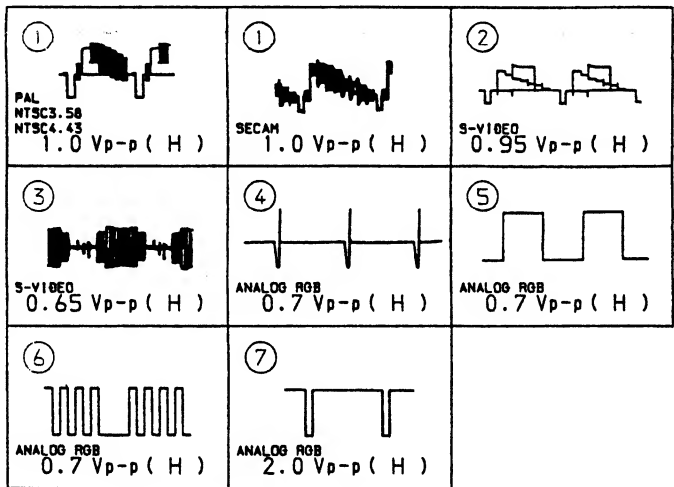 ①
PAL
NTSC3.58
NTSC4.43
1.0 Vp-p ( H )
①
SECAM
1.0 Vp-p ( H )
②
S-VIDEO
0.95 Vp-p ( H )
③
S-VIDEO
0.65 Vp-p ( H )
④
ANALOG RGB
0.7 Vp-p ( H )
⑤
ANALOG RGB
0.7 Vp-p ( H )
⑥
ANALOG RGB
0.7 Vp-p ( H )
⑦
ANALOG RGB
2.0 Vp-p ( H )